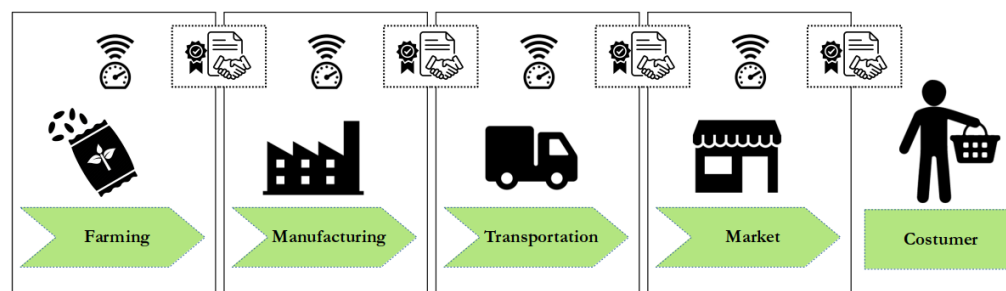 Farming
Manufacturing
Transportation
Market
Costumer